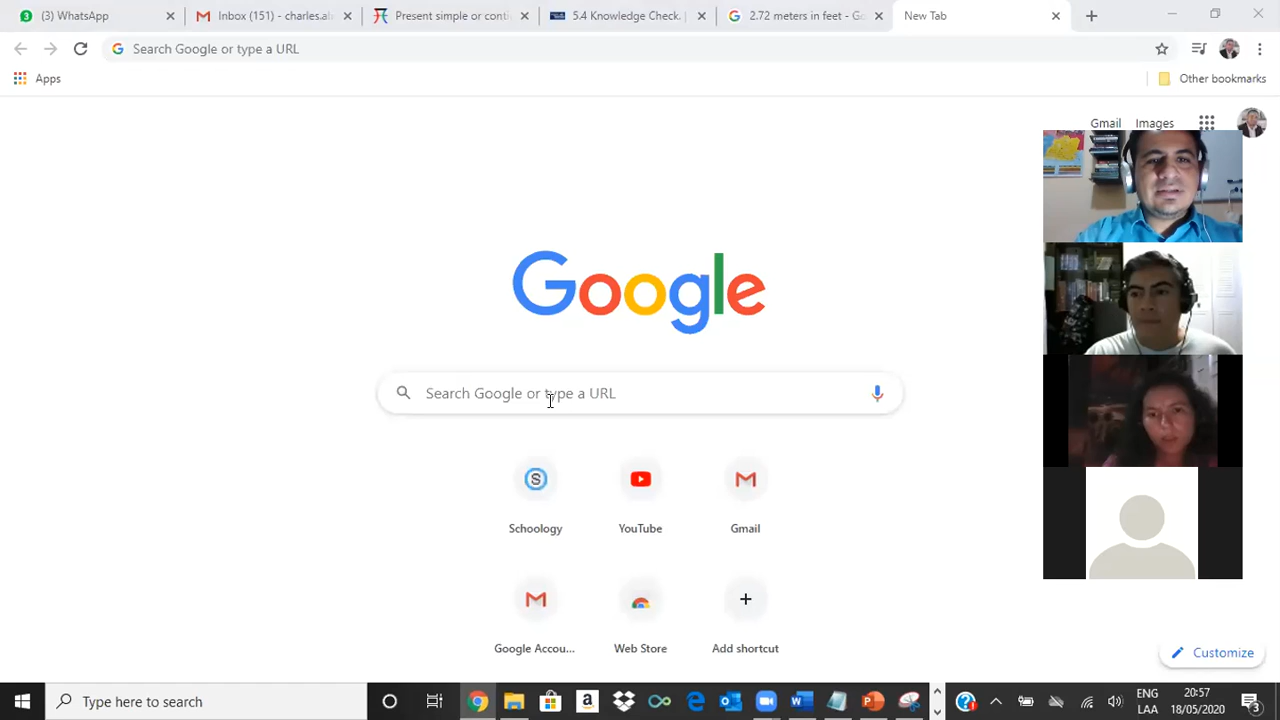 (3) WhatsApp
Inbox (151) - charles.al
Present simple or conti
5.4 Knowledge Check.
2.72 meters in feet - Go
New Tab
Search Google or type a URL
Apps
Other bookmarks
Gmail Images
Google
Search Google or type a URL
Schoology YouTube Gmail
Google Accou... Web Store Add shortcut
Customize
Type here to search
ENG 20:57
LAA 18/05/2020
3